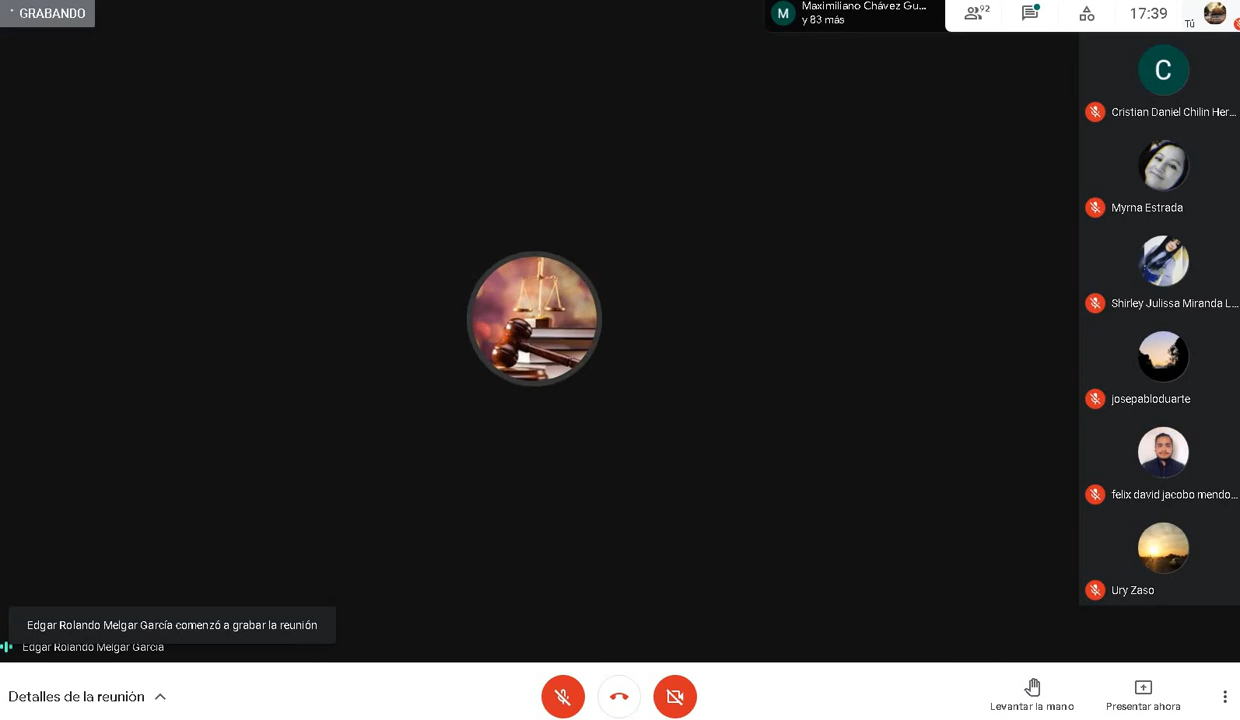 GRABANDO
M
Maximiliano Chávez Gu...
y 83 más
92
17:39
Tú
C
Cristian Daniel Chilin Her...
Myrna Estrada
Shirley Julissa Miranda L...
josepabloduarte
felix david jacobo mendo...
Ury Zaso
Edgar Rolando Melgar García comenzó a grabar la reunión
Edgar Rolando Melgar García
Detalles de la reunión
Levantar la mano
Presentar ahora